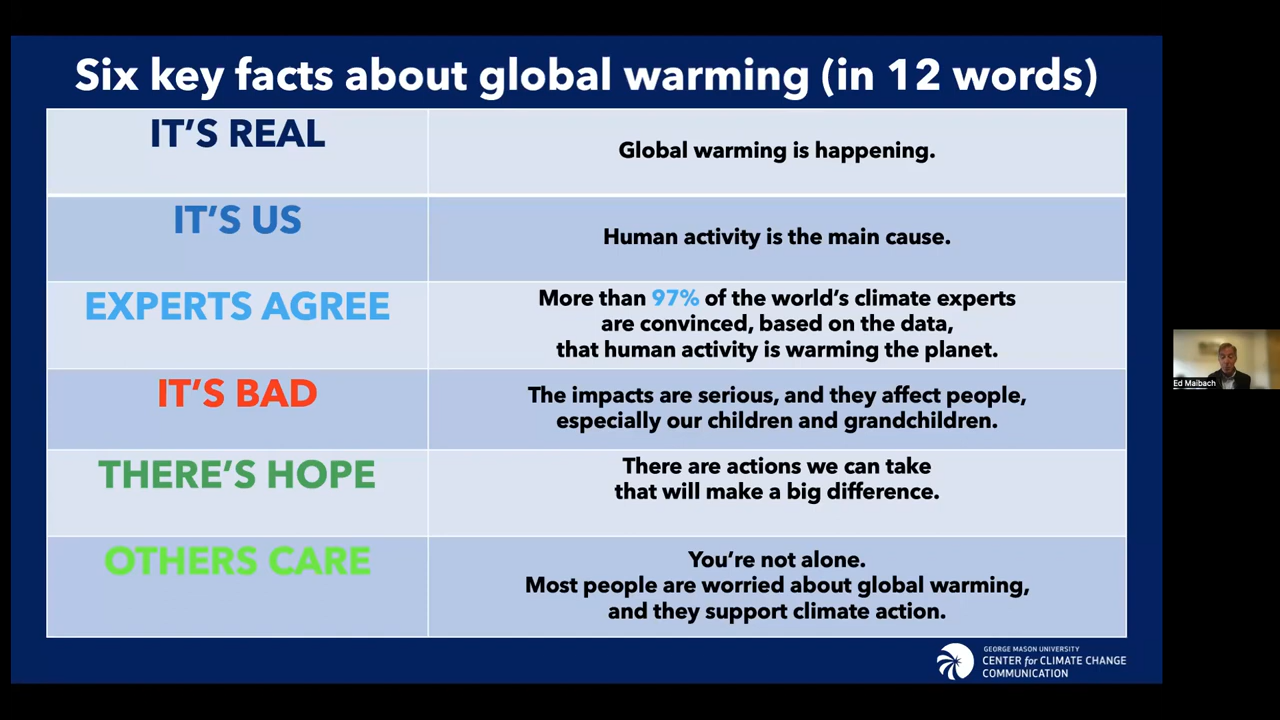 Six key facts about global warming (in 12 words)
IT'S REAL
Global warming is happening.
IT'S US
Human activity is the main cause.
EXPERTS AGREE
More than 97% of the world's climate experts
are convinced, based on the data,
that human activity is warming the planet.
IT'S BAD
The impacts are serious, and they affect people,
especially our children and grandchildren.
THERE'S HOPE
There are actions we can take
that will make a big difference.
OTHERS CARE
You're not alone.
Most people are worried about global warming,
and they support climate action.
GEORGE MASON UNIVERSITY
CENTER for CLIMATE CHANGE
COMMUNICATION
Ed Maibach